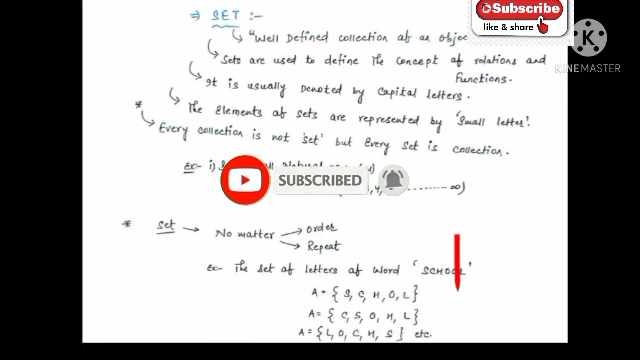 Subscribe
like & share
KINEMASTER
⇒ SET :-
"Well Defined collection of an objec
Sets are used to define the concept of relations and
Functions.
It is usually Denoted by capital letters.
The Elements of sets are represented by 'small letter'.
* Every collection is not 'set' but every set is collection.
Ex:- i)
SUBSCRIBED
∞)
* Set → No matter → Order
→ Repeat
Ex- The set of letters of word 'SCHOOL'
A = { S, C, H, O, L }
A = { C, S, O, H, L }
A = { L, O, C, H, S } etc.